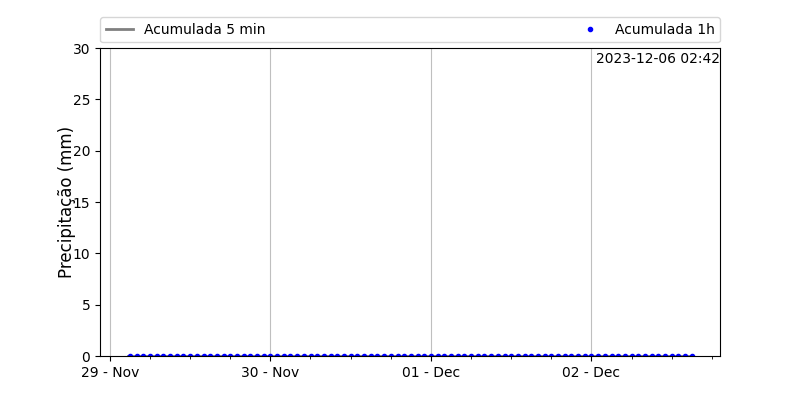 Acumulada 5 min
Acumulada 1h
2023-12-06 02:42
Precipitação (mm)
30
25
20
15
10
5
0
29 - Nov
30 - Nov
01 - Dec
02 - Dec